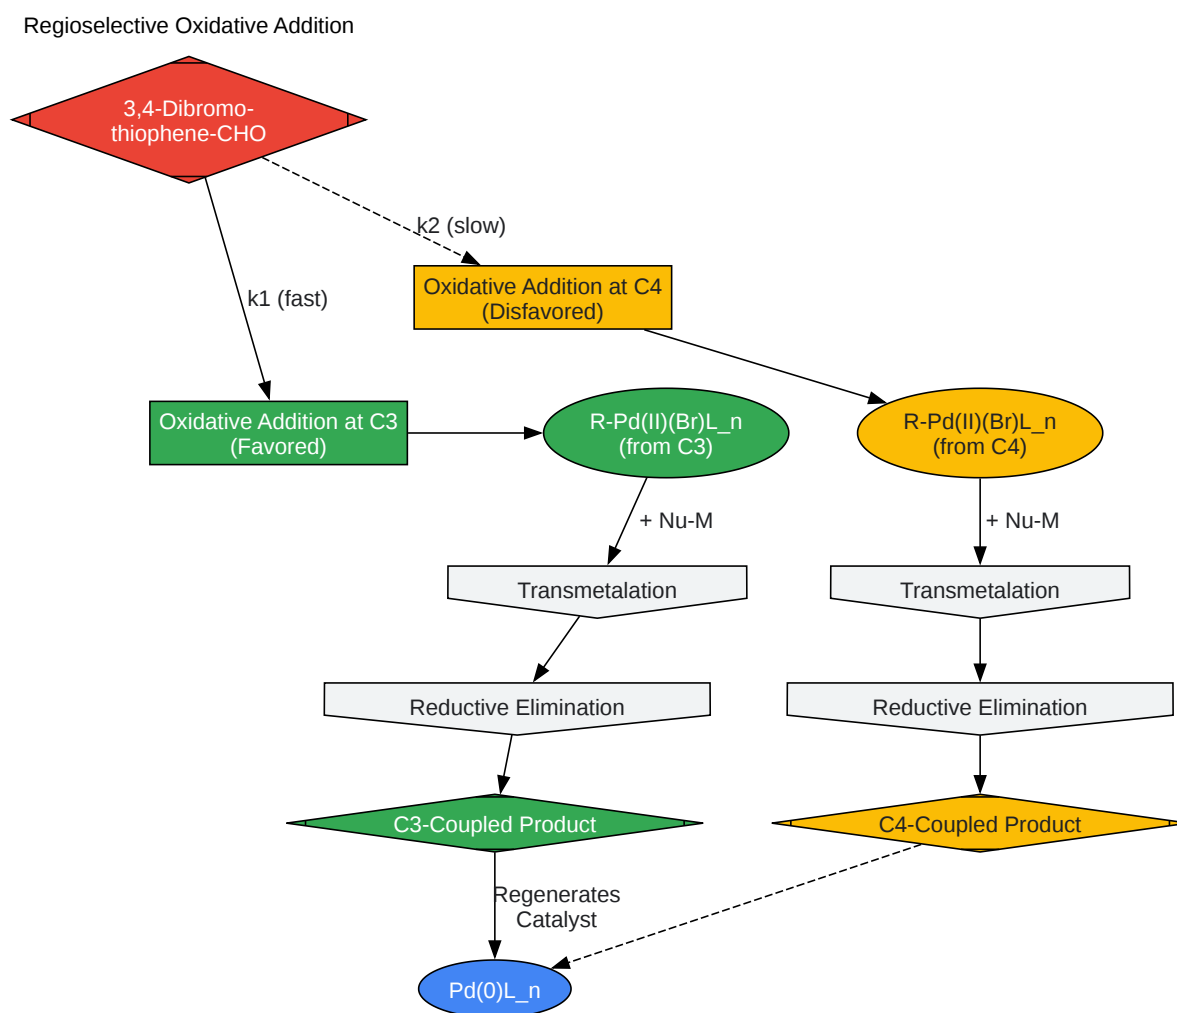 Regioselective Oxidative Addition
3,4-Dibromo-
thiophene-CHO
k2 (slow)
Oxidative Addition at C4
(Disfavored)
k1 (fast)
Oxidative Addition at C3
(Favored)
R-Pd(II)(Br)L_n
(from C3)
R-Pd(II)(Br)L_n
(from C4)
+ Nu-M
+ Nu-M
Transmetalation
Transmetalation
Reductive Elimination
Reductive Elimination
C3-Coupled Product
C4-Coupled Product
Regenerates
Catalyst
Pd(0)L_n